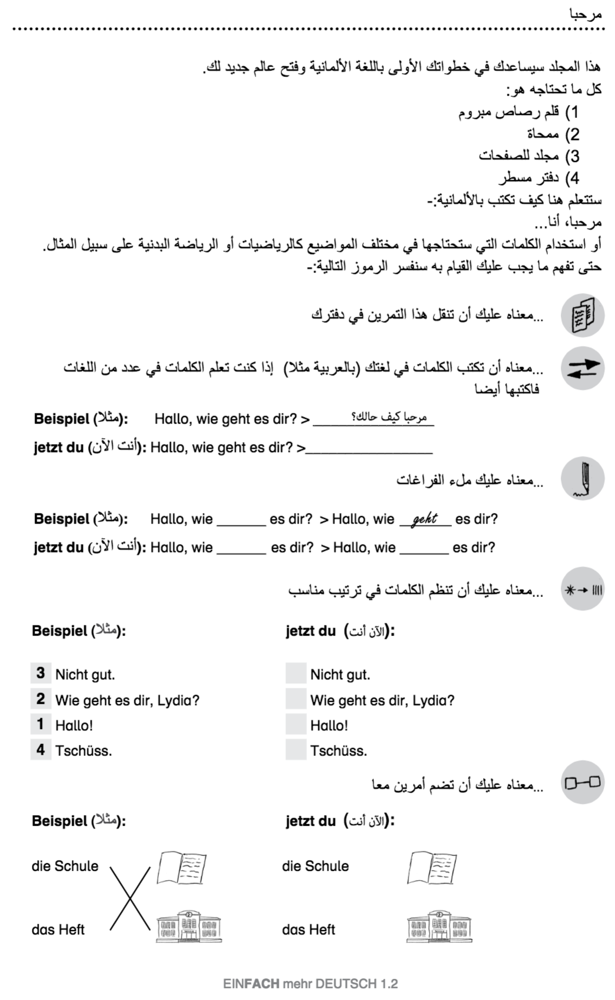 مرحبا
هذا المجلد سيساعدك في خطواتك الأولى باللغة الألمانية وفتح عالم جديد لك.
كل ما تحتاجه هو:
1) قلم رصاص مبروم
2) ممحاة
3) مجلد للصفحات
4) دفتر مسطر
ستتعلم هنا كيف تكتب بالألمانية:-
مرحبا، أنا...
أو استخدام الكلمات التي ستحتاجها في مختلف المواضيع كالرياضيات أو الرياضة البدنية على سبيل المثال.
حتى تفهم ما يجب عليك القيام به سنفسر الرموز التالية:-
...معناه عليك أن تنقل هذا التمرين في دفترك
...معناه أن تكتب الكلمات في لغتك (بالعربية مثلا) إذا كنت تعلم الكلمات في عدد من اللغات
فاكتبها أيضا
Beispiel (مثلا): Hallo, wie geht es dir? > مرحبا كيف حالك؟
jetzt du (أنت الآن): Hallo, wie geht es dir? >________________
...معناه عليك ملء الفراغات
Beispiel (مثلا): Hallo, wie ______ es dir? > Hallo, wie geht es dir?
jetzt du (أنت الآن): Hallo, wie ______ es dir? > Hallo, wie ______ es dir?
...معناه عليك أن تنظم الكلمات في ترتيب مناسب
Beispiel (مثلا): jetzt du (الآن أنت):
3 Nicht gut. Nicht gut.
2 Wie geht es dir, Lydia? Wie geht es dir, Lydia?
1 Hallo! Hallo!
4 Tschüss. Tschüss.
...معناه عليك أن تضم أمرين معا
Beispiel (مثلا): jetzt du (الآن أنت):
die Schule die Schule
das Heft das Heft
EINFACH mehr DEUTSCH 1.2